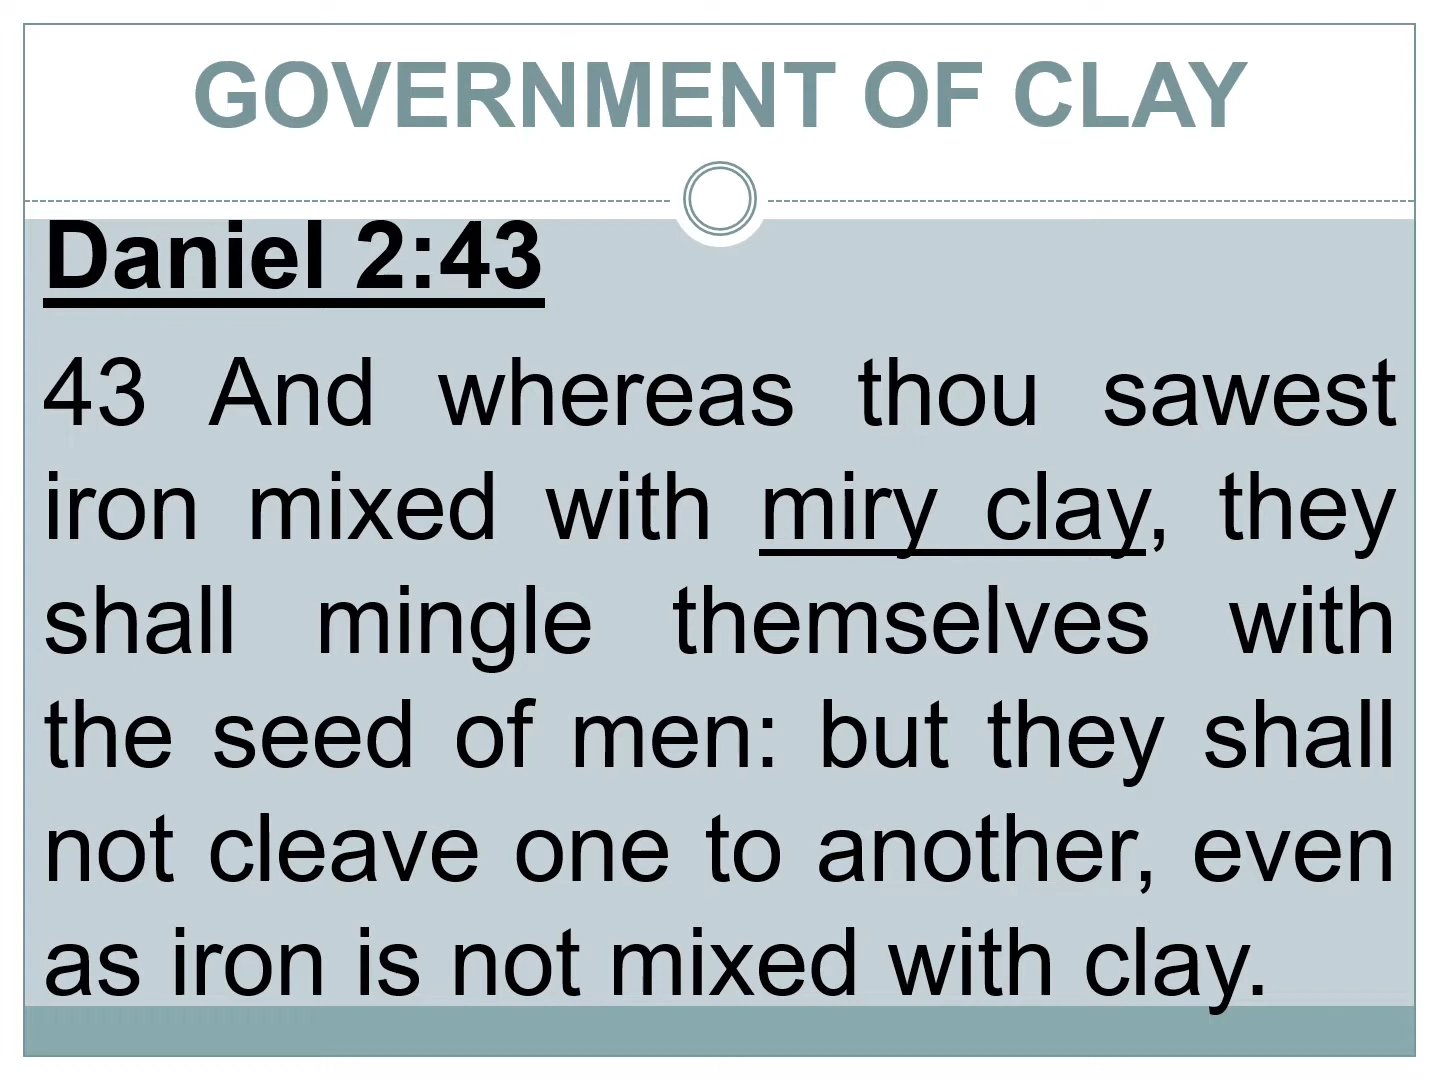 GOVERNMENT OF CLAY
Daniel 2:43
43 And whereas thou sawest
iron mixed with miry clay, they
shall mingle themselves with
the seed of men: but they shall
not cleave one to another, even
as iron is not mixed with clay.